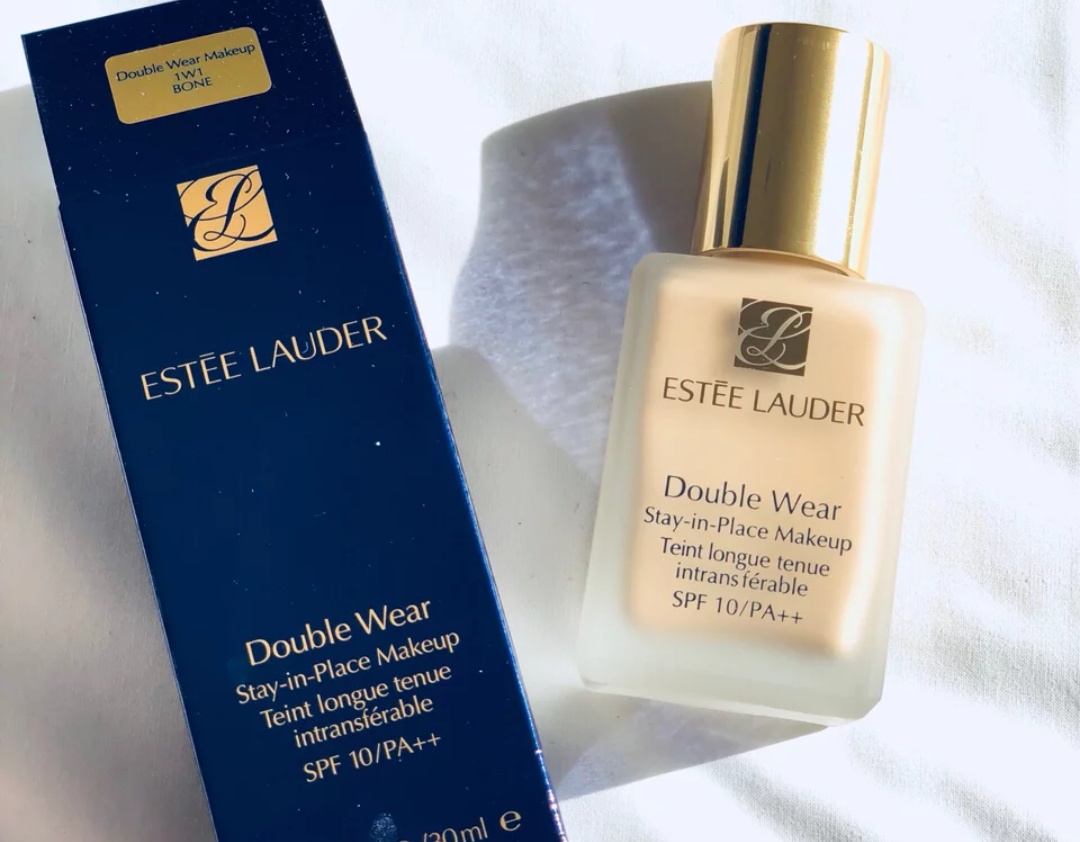 Double Wear Makeup
1W1
BONE
ESTĒE LAUDER
Double Wear
Stay-in-Place Makeup
Teint longue tenue
intransférable
SPF 10/PA++
/30ml e
ESTĒE LAUDER
Double Wear
Stay-in-Place Makeup
Teint longue tenue
intransférable
SPF 10/PA++